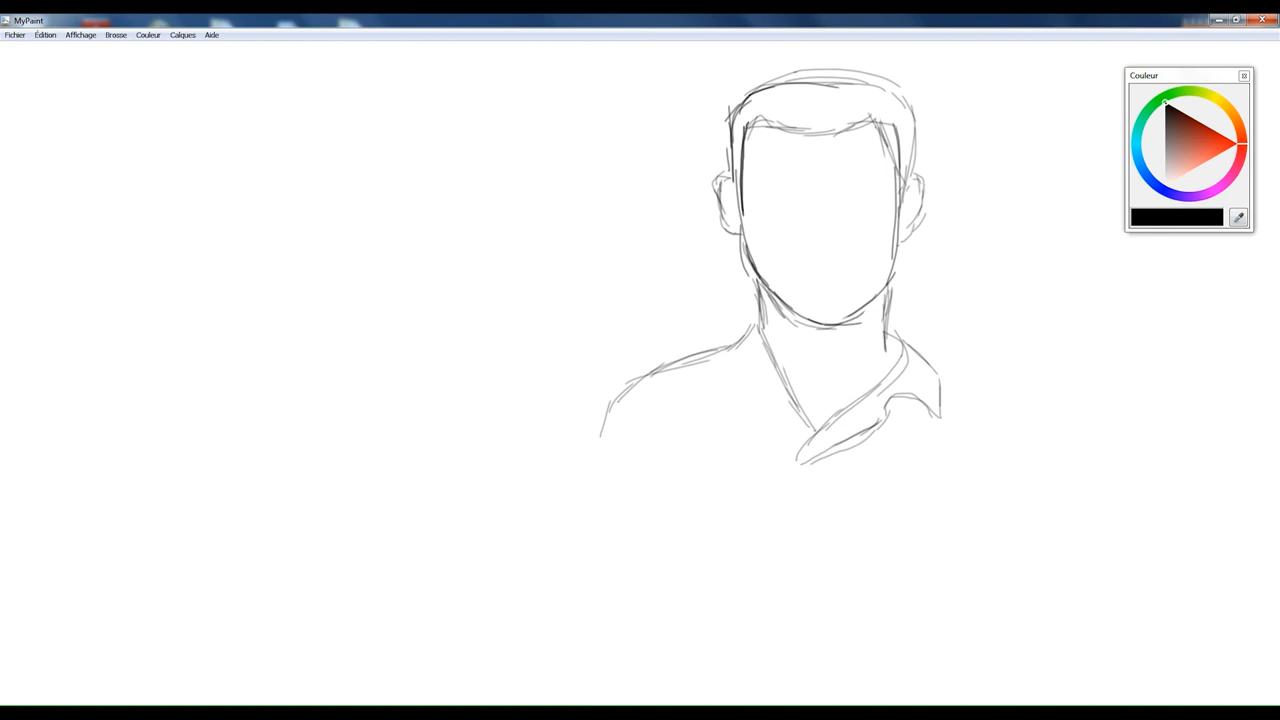 MyPaint
Fichier Édition Affichage Brosse Couleur Calques Aide
Couleur